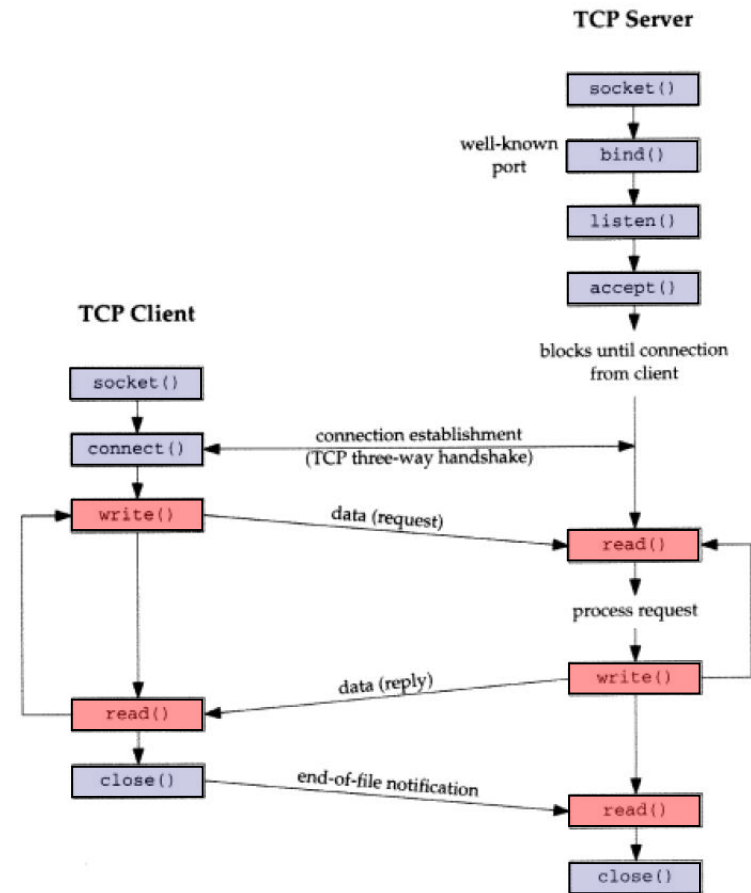 TCP Server
socket()
well-known
port
bind()
listen()
accept()
blocks until connection
from client
TCP Client
socket()
connect()
connection establishment
(TCP three-way handshake)
write()
data (request)
read()
process request
write()
data (reply)
read()
close()
end-of-file notification
read()
close()